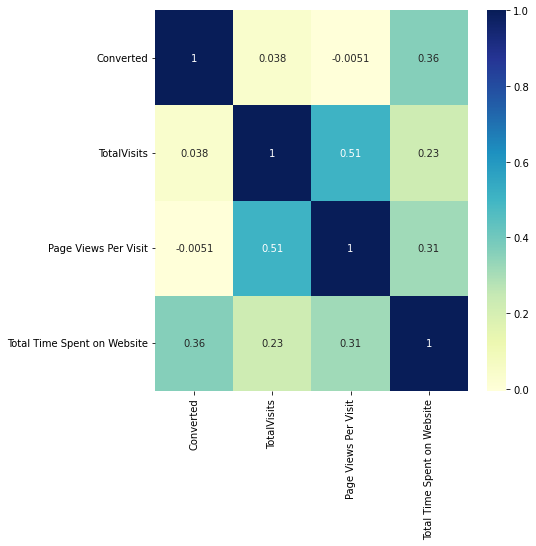 Converted 1 0.038 -0.0051 0.36
TotalVisits 0.038 1 0.51 0.23
Page Views Per Visit -0.0051 0.51 1 0.31
Total Time Spent on Website 0.36 0.23 0.31 1
Converted
TotalVisits
Page Views Per Visit
Total Time Spent on Website
1.0
0.8
0.6
0.4
0.2
0.0